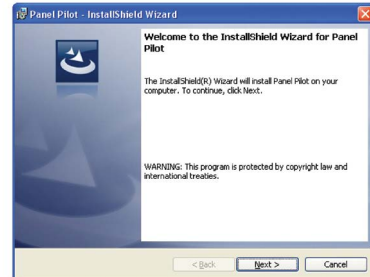 Panel Pilot - InstallShield Wizard
Welcome to the InstallShield Wizard for Panel
Pilot
The InstallShield(R) Wizard will install Panel Pilot on your
computer. To continue, click Next.
WARNING: This program is protected by copyright law and
international treaties.
< Back Next > Cancel